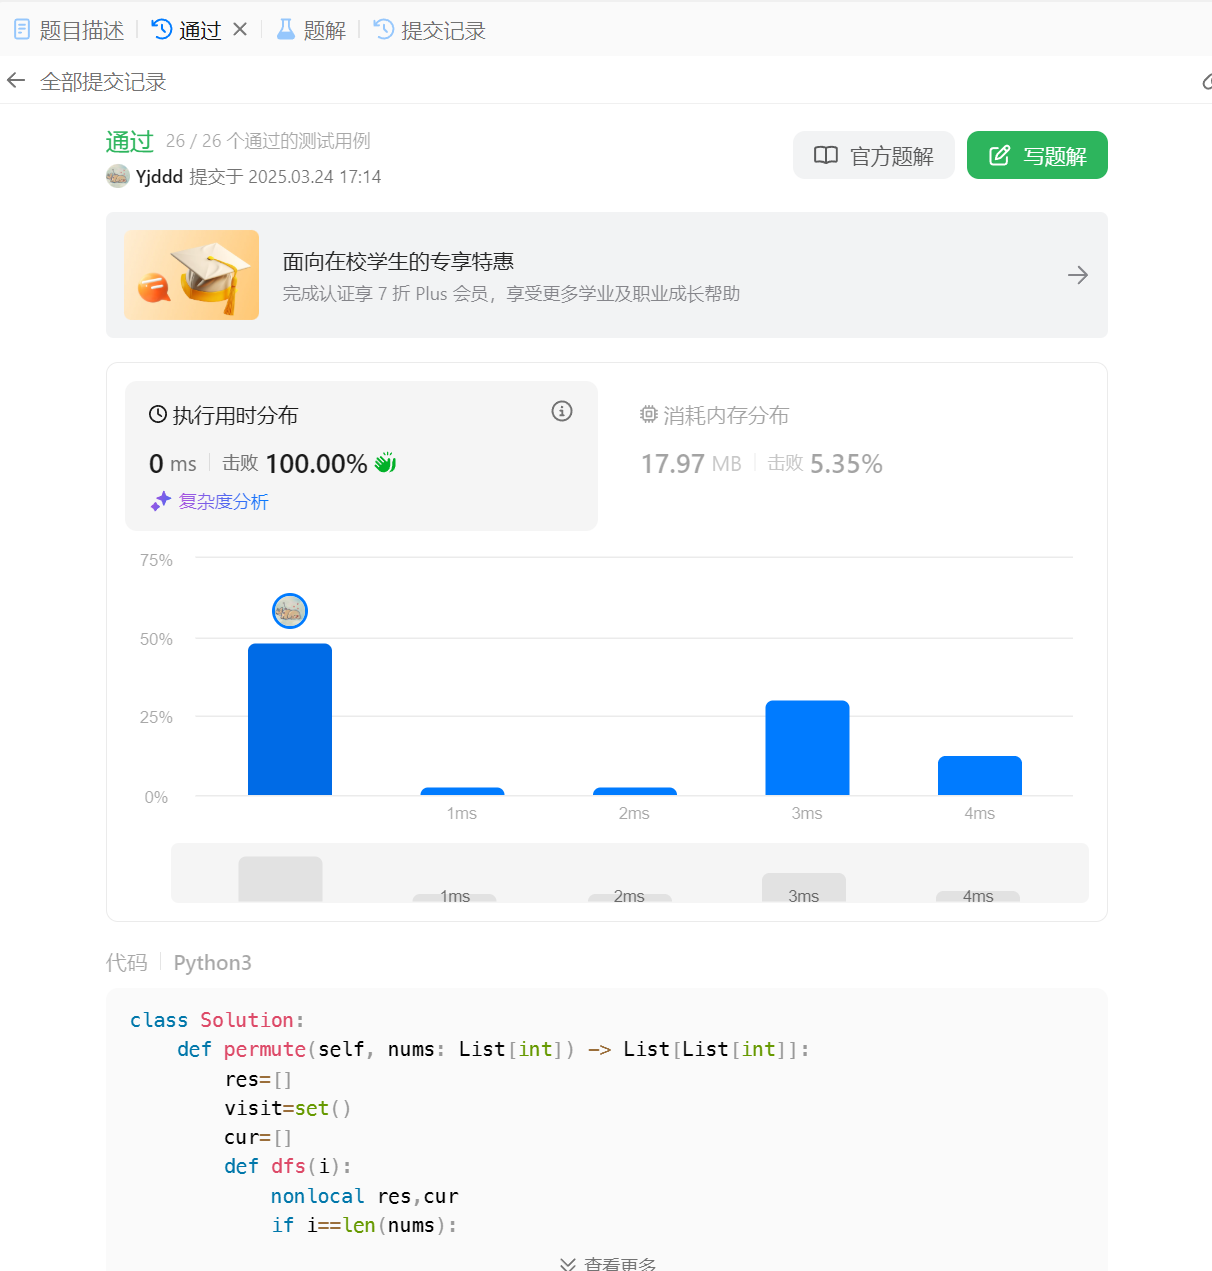 题目描述 通过 题解 提交记录
全部提交记录
通过 26 / 26 个通过的测试用例
Yjddd 提交于 2025.03.24 17:14
官方题解 写题解
面向在校学生的专享特惠
完成认证享 7 折 Plus 会员，享受更多学业及职业成长帮助
执行用时分布
0 ms 击败 100.00%
复杂度分析
消耗内存分布
17.97 MB 击败 5.35%
75%
50%
25%
0%
1ms 2ms 3ms 4ms
1ms 2ms 3ms 4ms
代码 Python3
class Solution:
    def permute(self, nums: List[int]) -> List[List[int]]:
        res=[]
        visit=set()
        cur=[]
        def dfs(i):
            nonlocal res,cur
            if i==len(nums):
查看更多